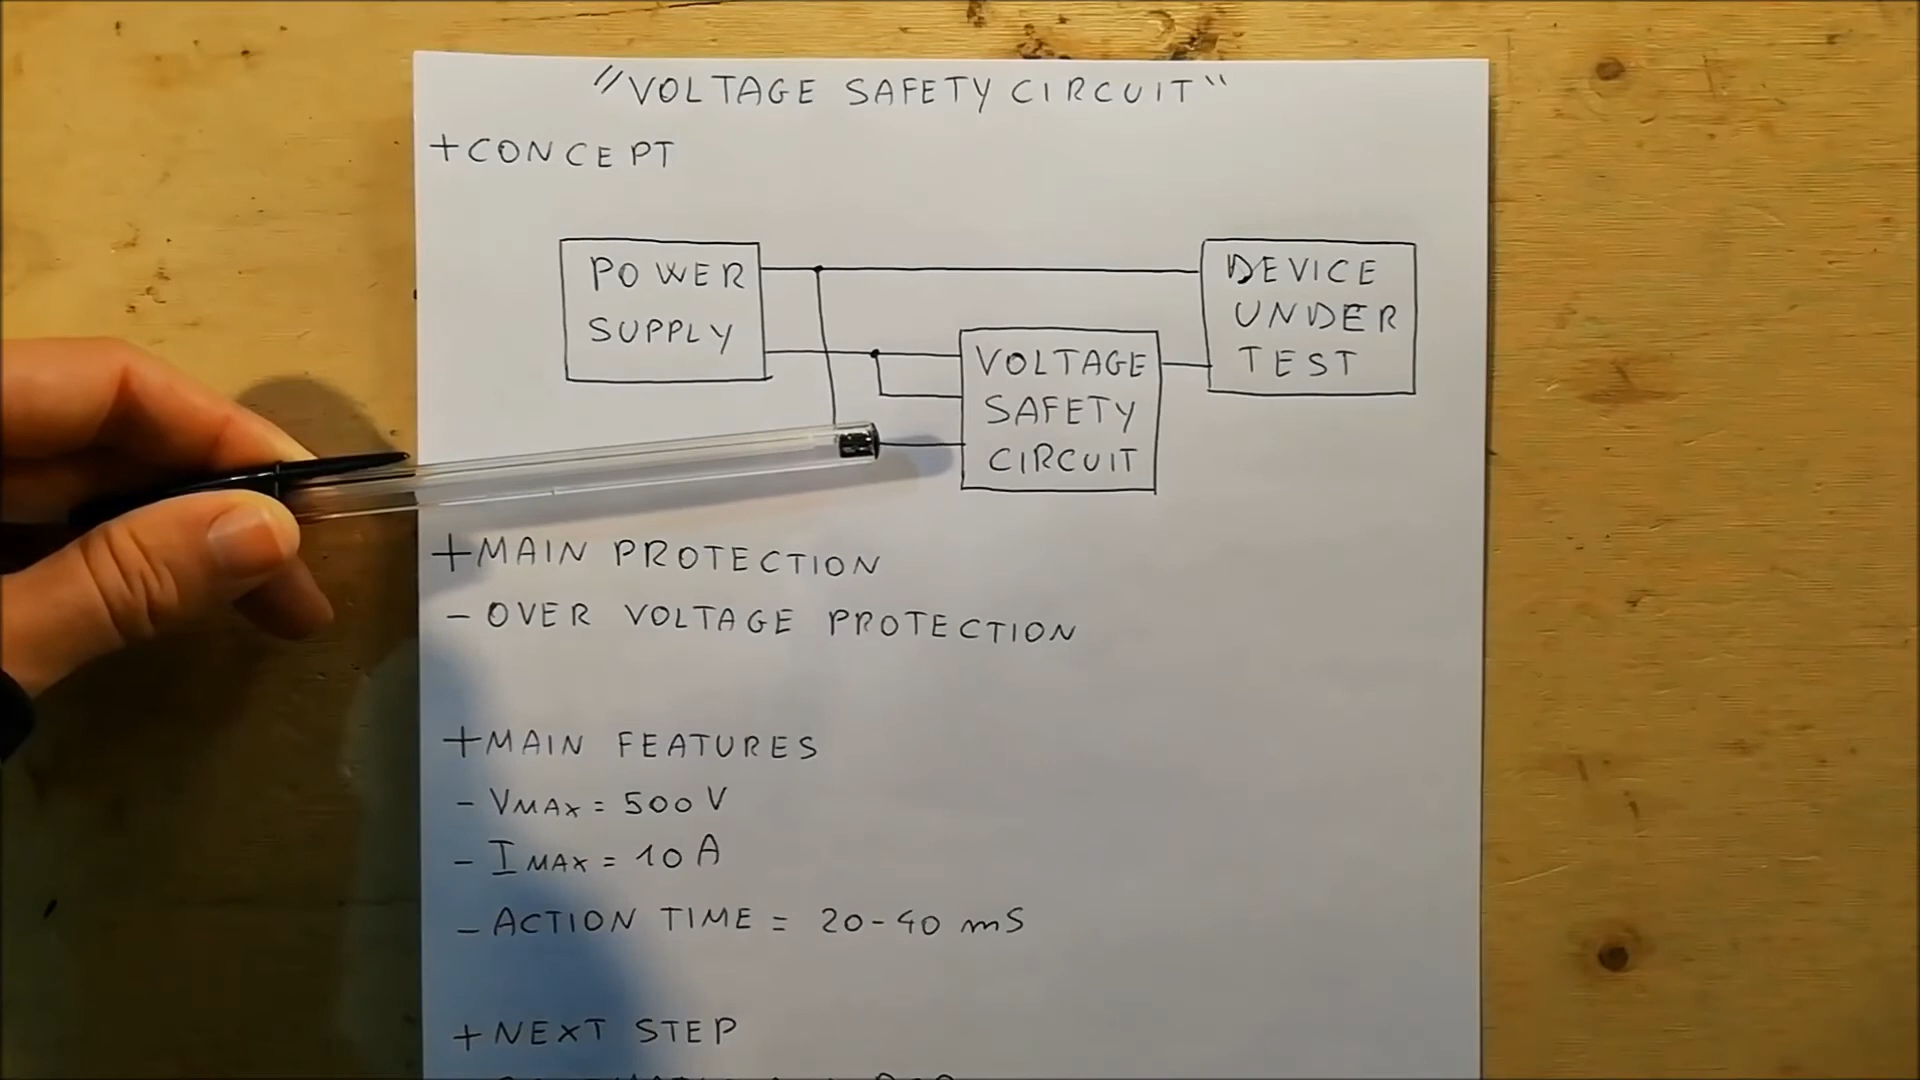 "VOLTAGE SAFETY CIRCUIT"
+CONCEPT
POWER
SUPPLY
DEVICE
UNDER
TEST
VOLTAGE
SAFETY
CIRCUIT
+MAIN PROTECTION
- OVER VOLTAGE PROTECTION
+MAIN FEATURES
- VMAX = 500 V
- IMAX = 10 A
- ACTION TIME = 20-40 mS
+NEXT STEP